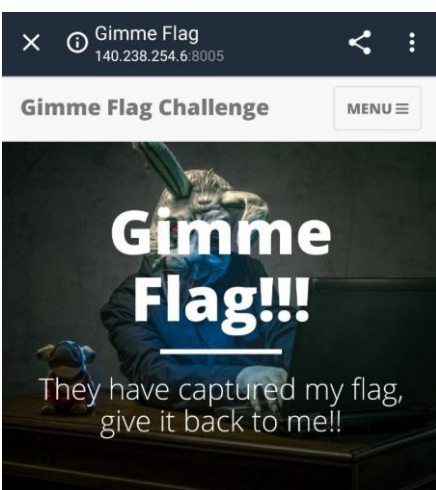 Gimme Flag
140.238.254.6:8005
Gimme Flag Challenge
MENU
Gimme
Flag!!!
They have captured my flag,
give it back to me!!